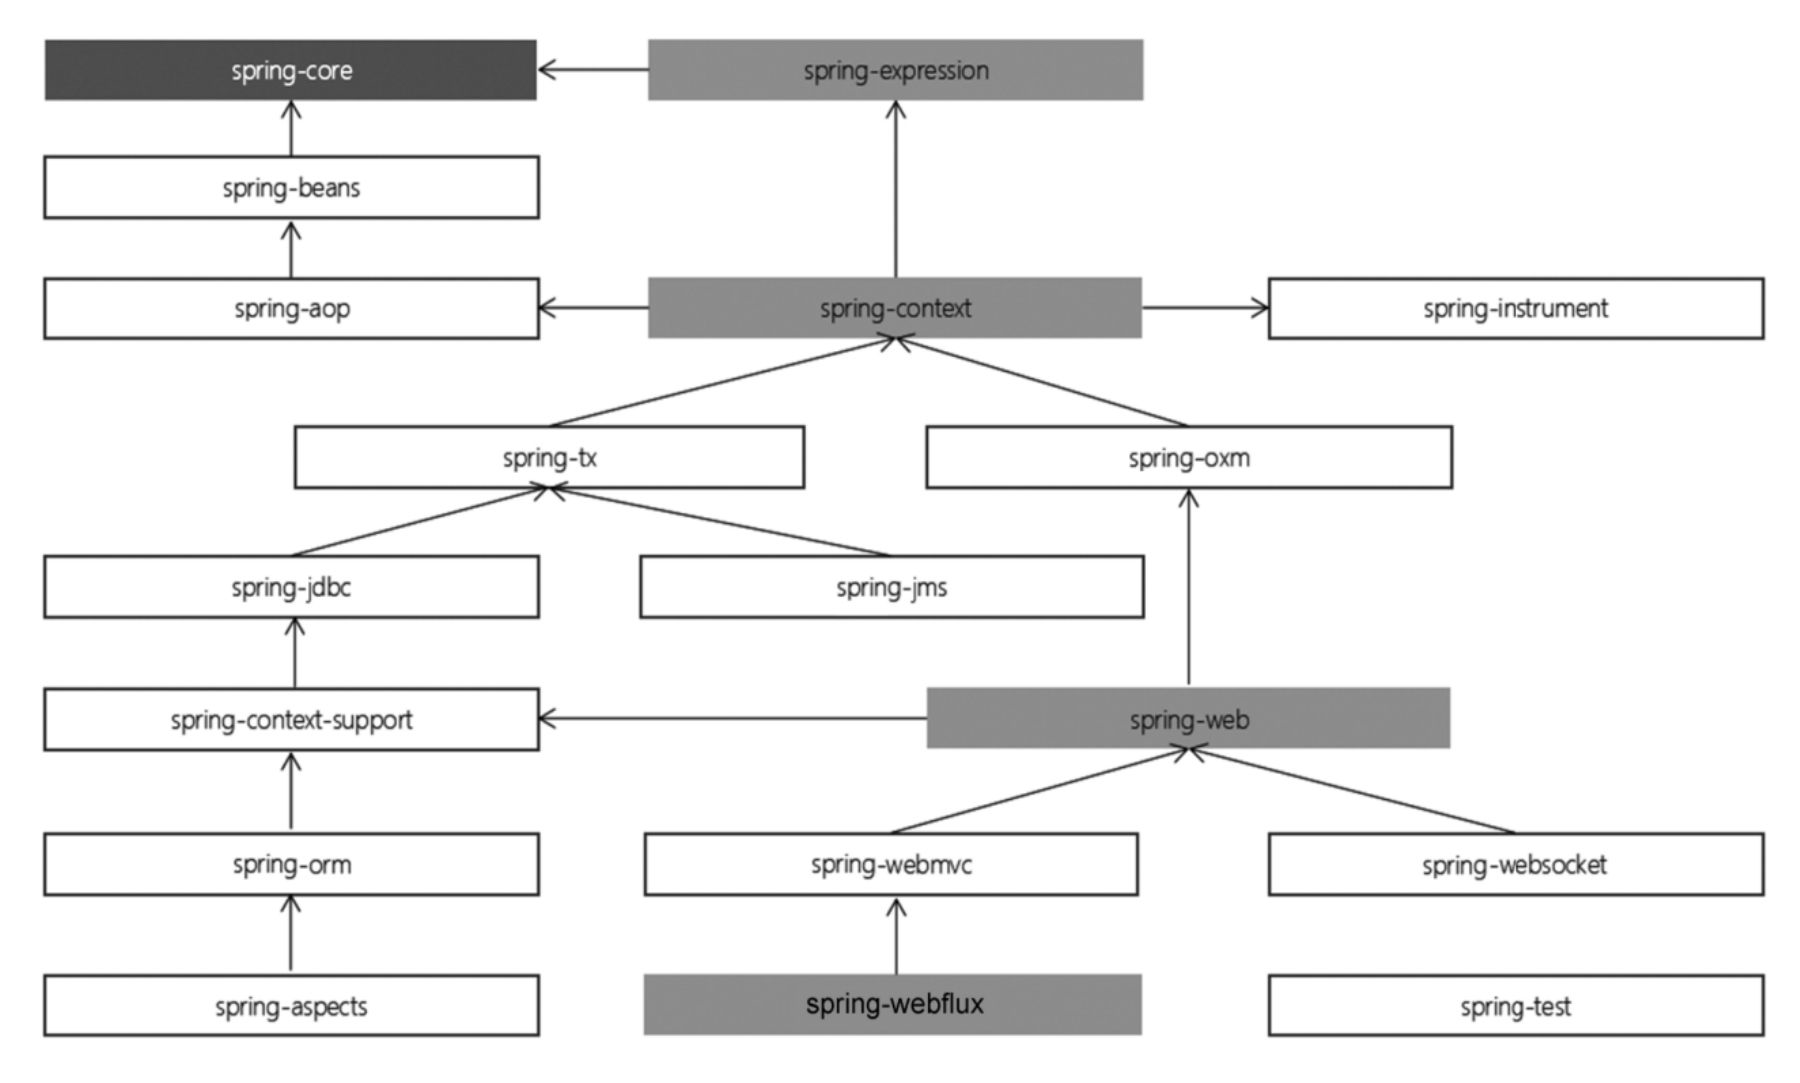 spring-core
spring-expression
spring-beans
spring-aop
spring-context
spring-instrument
spring-tx
spring-oxm
spring-jdbc
spring-jms
spring-context-support
spring-web
spring-orm
spring-webmvc
spring-websocket
spring-aspects
spring-webflux
spring-test